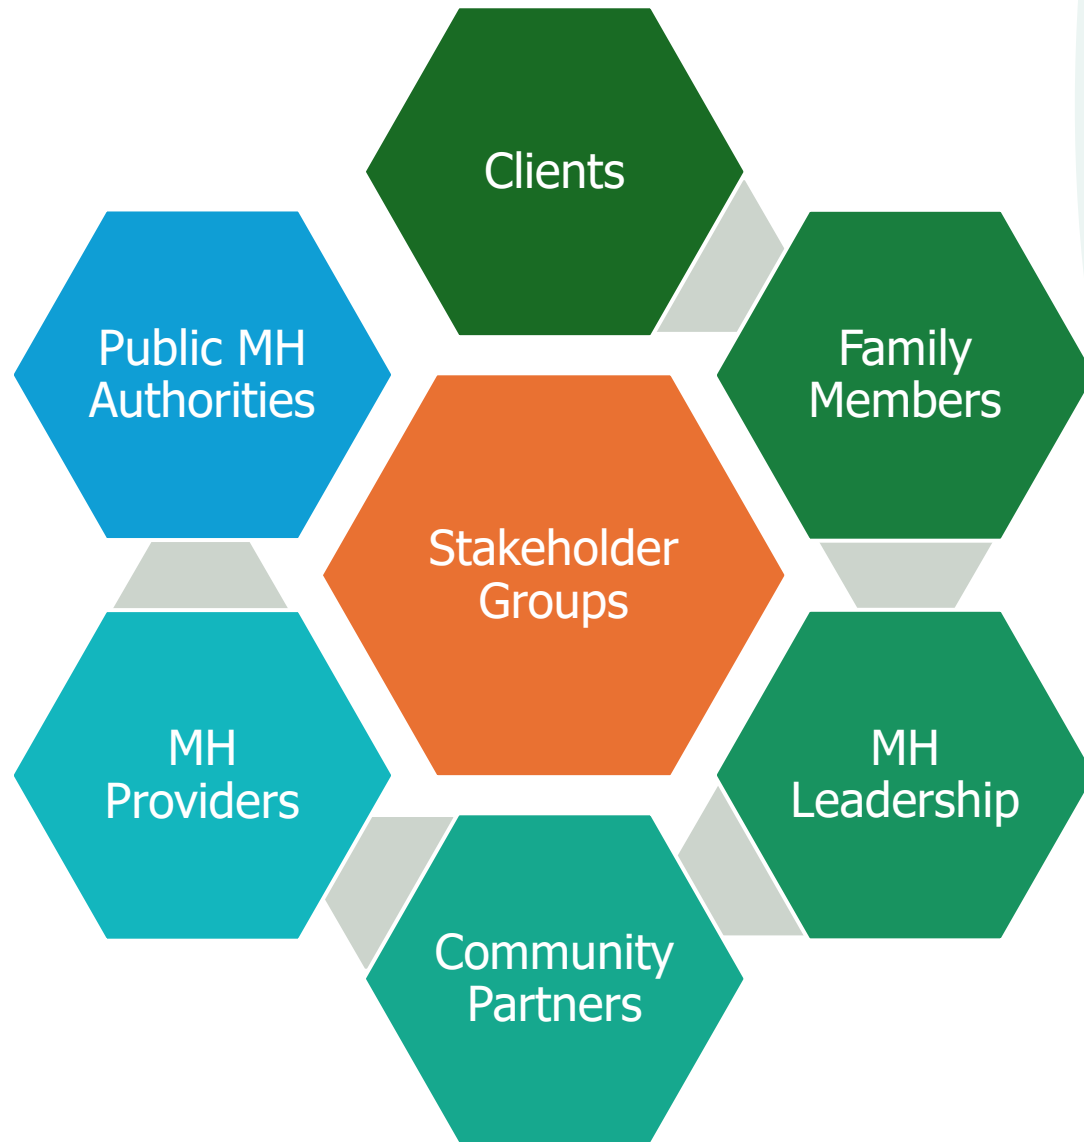 Clients
Public MH
Authorities
Family
Members
Stakeholder
Groups
MH
Providers
MH
Leadership
Community
Partners